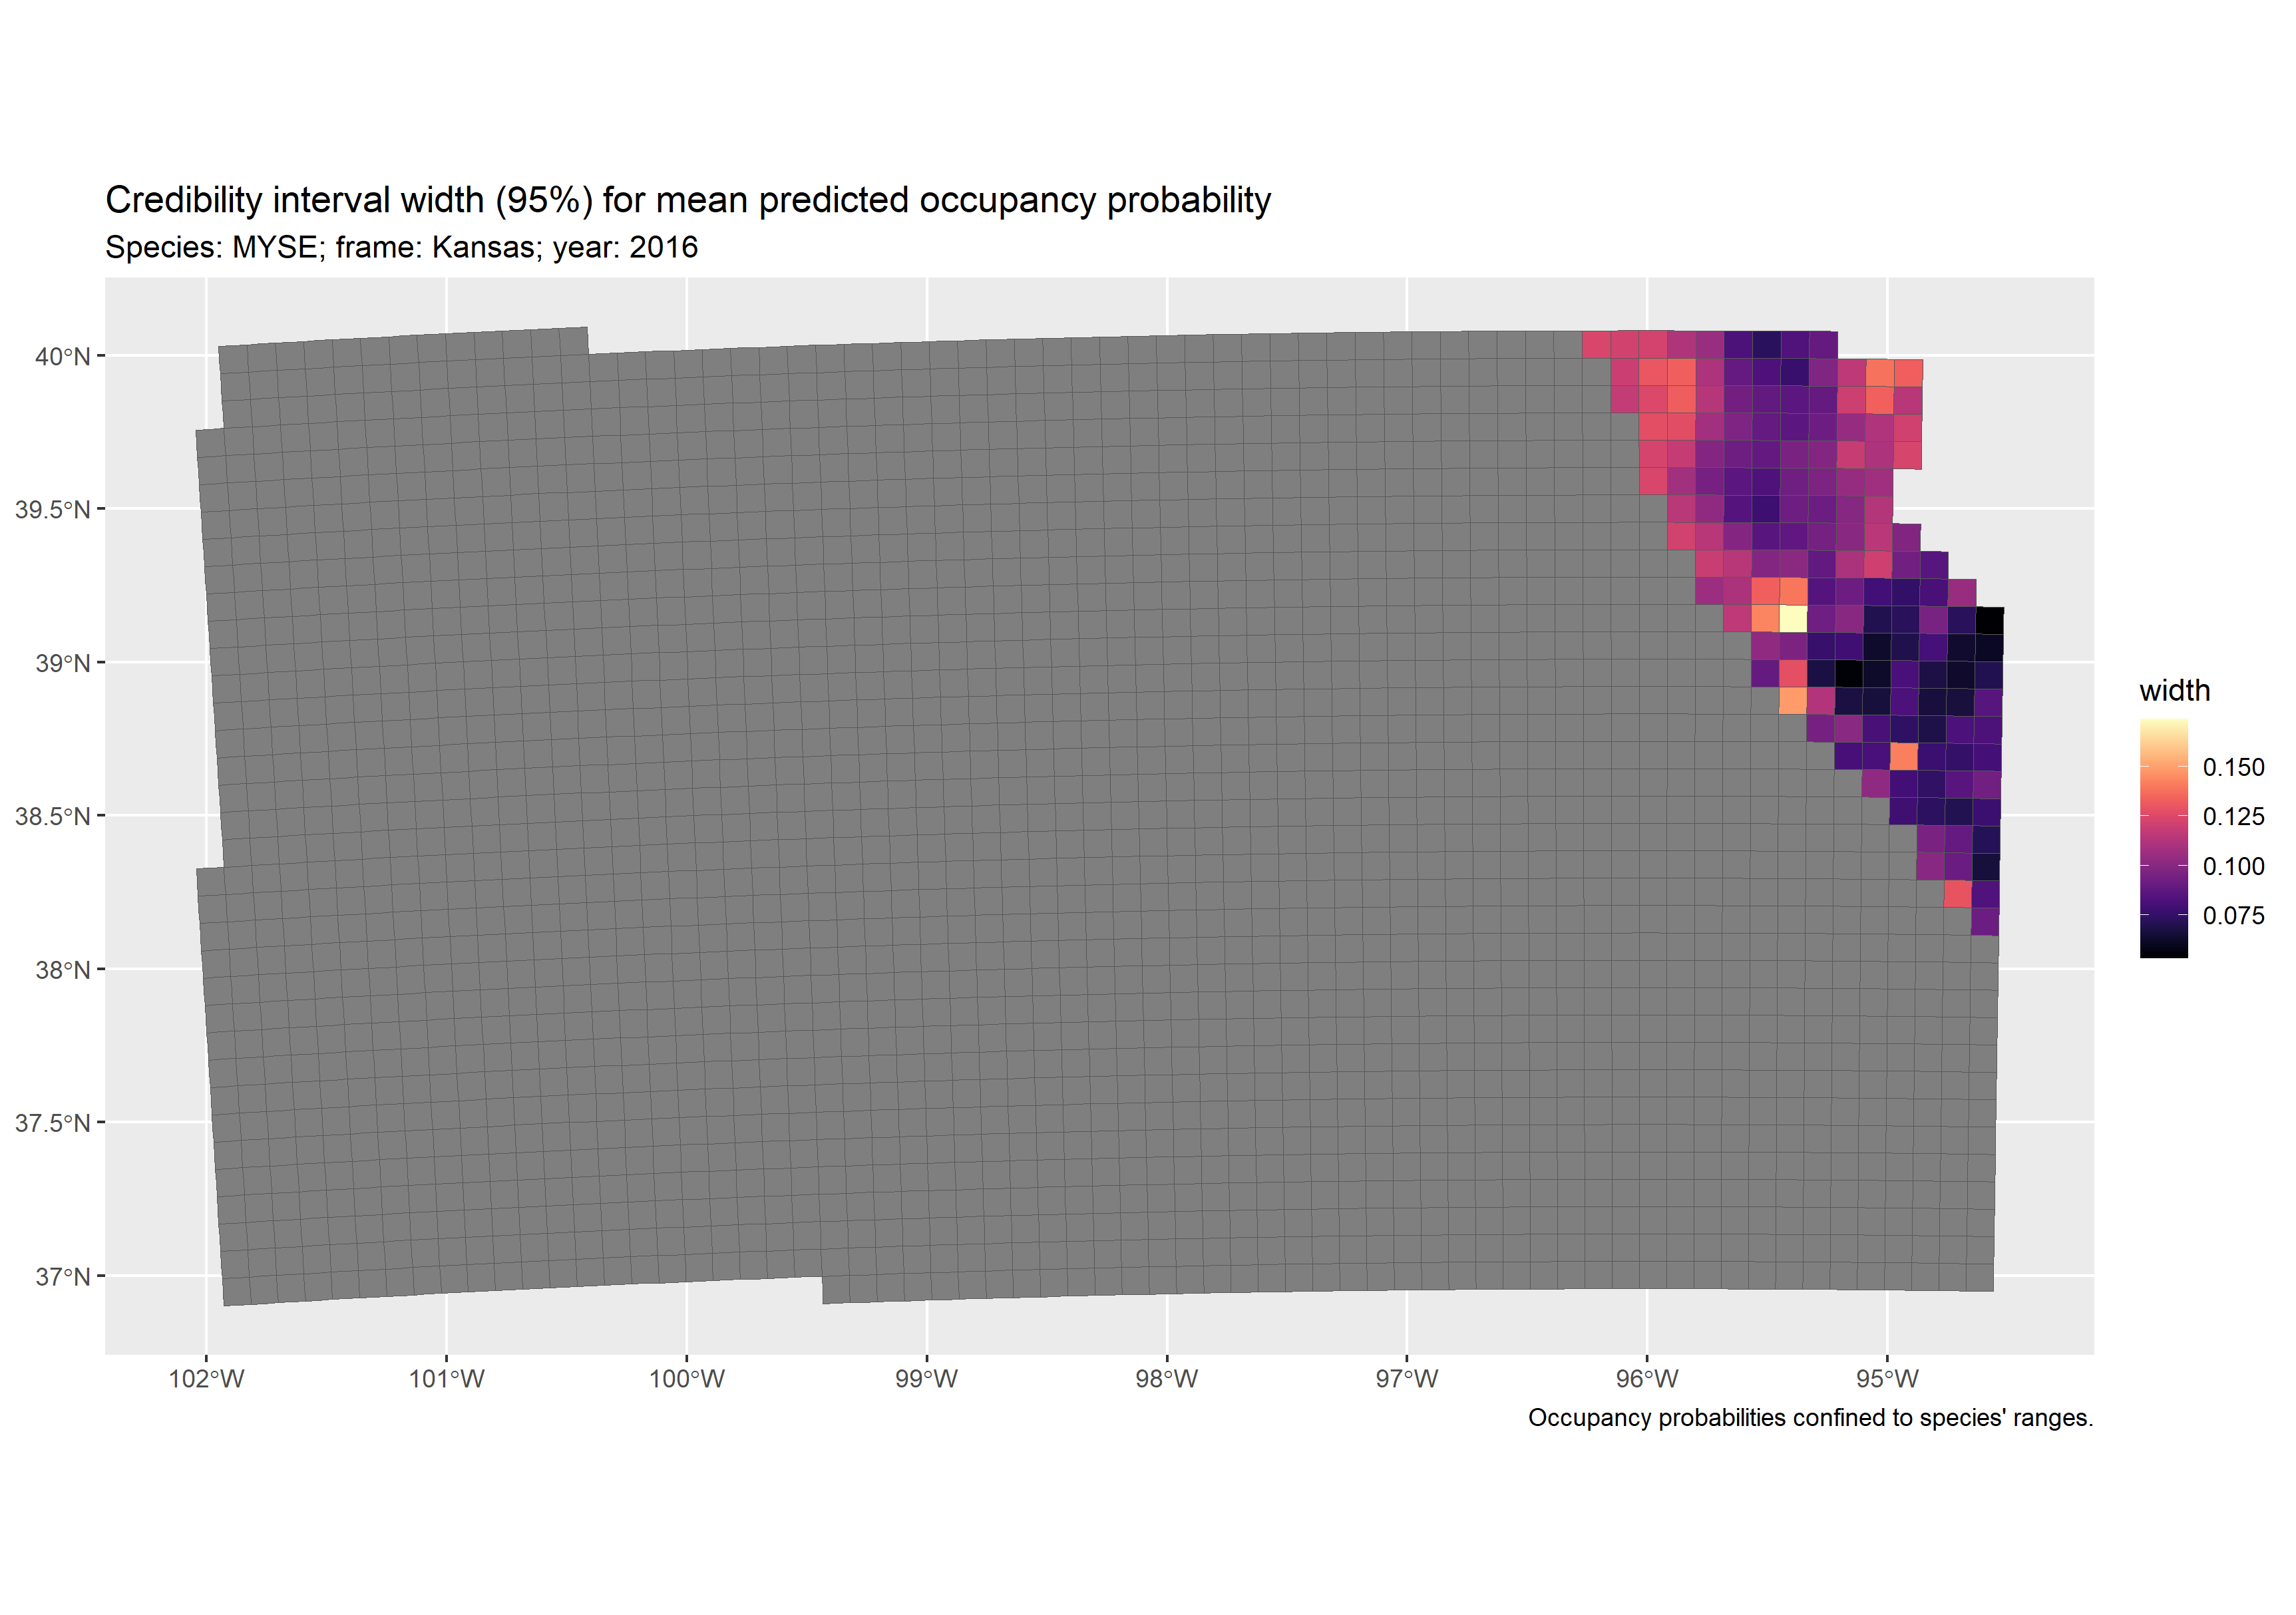 Credibility interval width (95%) for mean predicted occupancy probability
Species: MYSE; frame: Kansas; year: 2016
40°N
39.5°N
39°N
38.5°N
38°N
37.5°N
37°N
102°W 101°W 100°W 99°W 98°W 97°W 96°W 95°W
width
0.150
0.125
0.100
0.075
Occupancy probabilities confined to species' ranges.